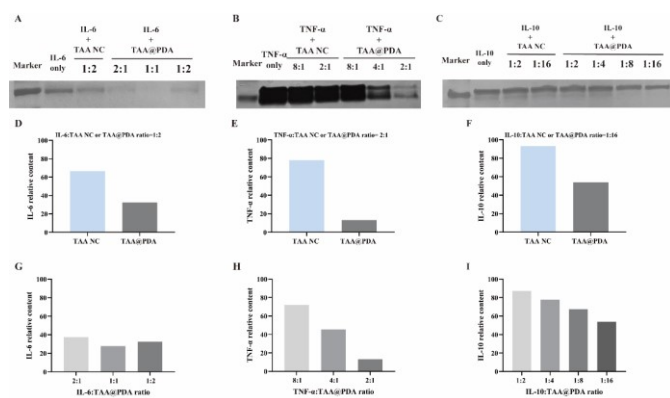 A
IL-6
+
TAA NC
IL-6
+
TAA@PDA
Marker
IL-6
only
1:2
2:1
1:1
1:2
B
TNF-α
+
TAA NC
TNF-α
+
TAA@PDA
Marker
TNF-α
only
8:1
2:1
8:1
4:1
2:1
C
IL-10
+
TAA NC
IL-10
+
TAA@PDA
Marker
IL-10
only
1:2
1:16
1:2
1:4
1:8
1:16
D
IL-6:TAA NC or TAA@PDA ratio=1:2
IL-6 relative content
100
80
60
40
20
0
TAA NC
TAA@PDA
E
TNF-α:TAA NC or TAA@PDA ratio= 2:1
TNF-α relative content
100
80
60
40
20
0
TAA NC
TAA@PDA
F
IL-10:TAA NC or TAA@PDA ratio=1:16
IL-10 relative content
100
80
60
40
20
0
TAA NC
TAA@PDA
G
IL-6 relative content
100
80
60
40
20
0
2:1
1:1
1:2
IL-6:TAA@PDA ratio
H
TNF-α relative content
100
80
60
40
20
0
8:1
4:1
2:1
TNF-α:TAA@PDA ratio
I
IL-10 relative content
100
80
60
40
20
0
1:2
1:4
1:8
1:16
IL-10:TAA@PDA ratio